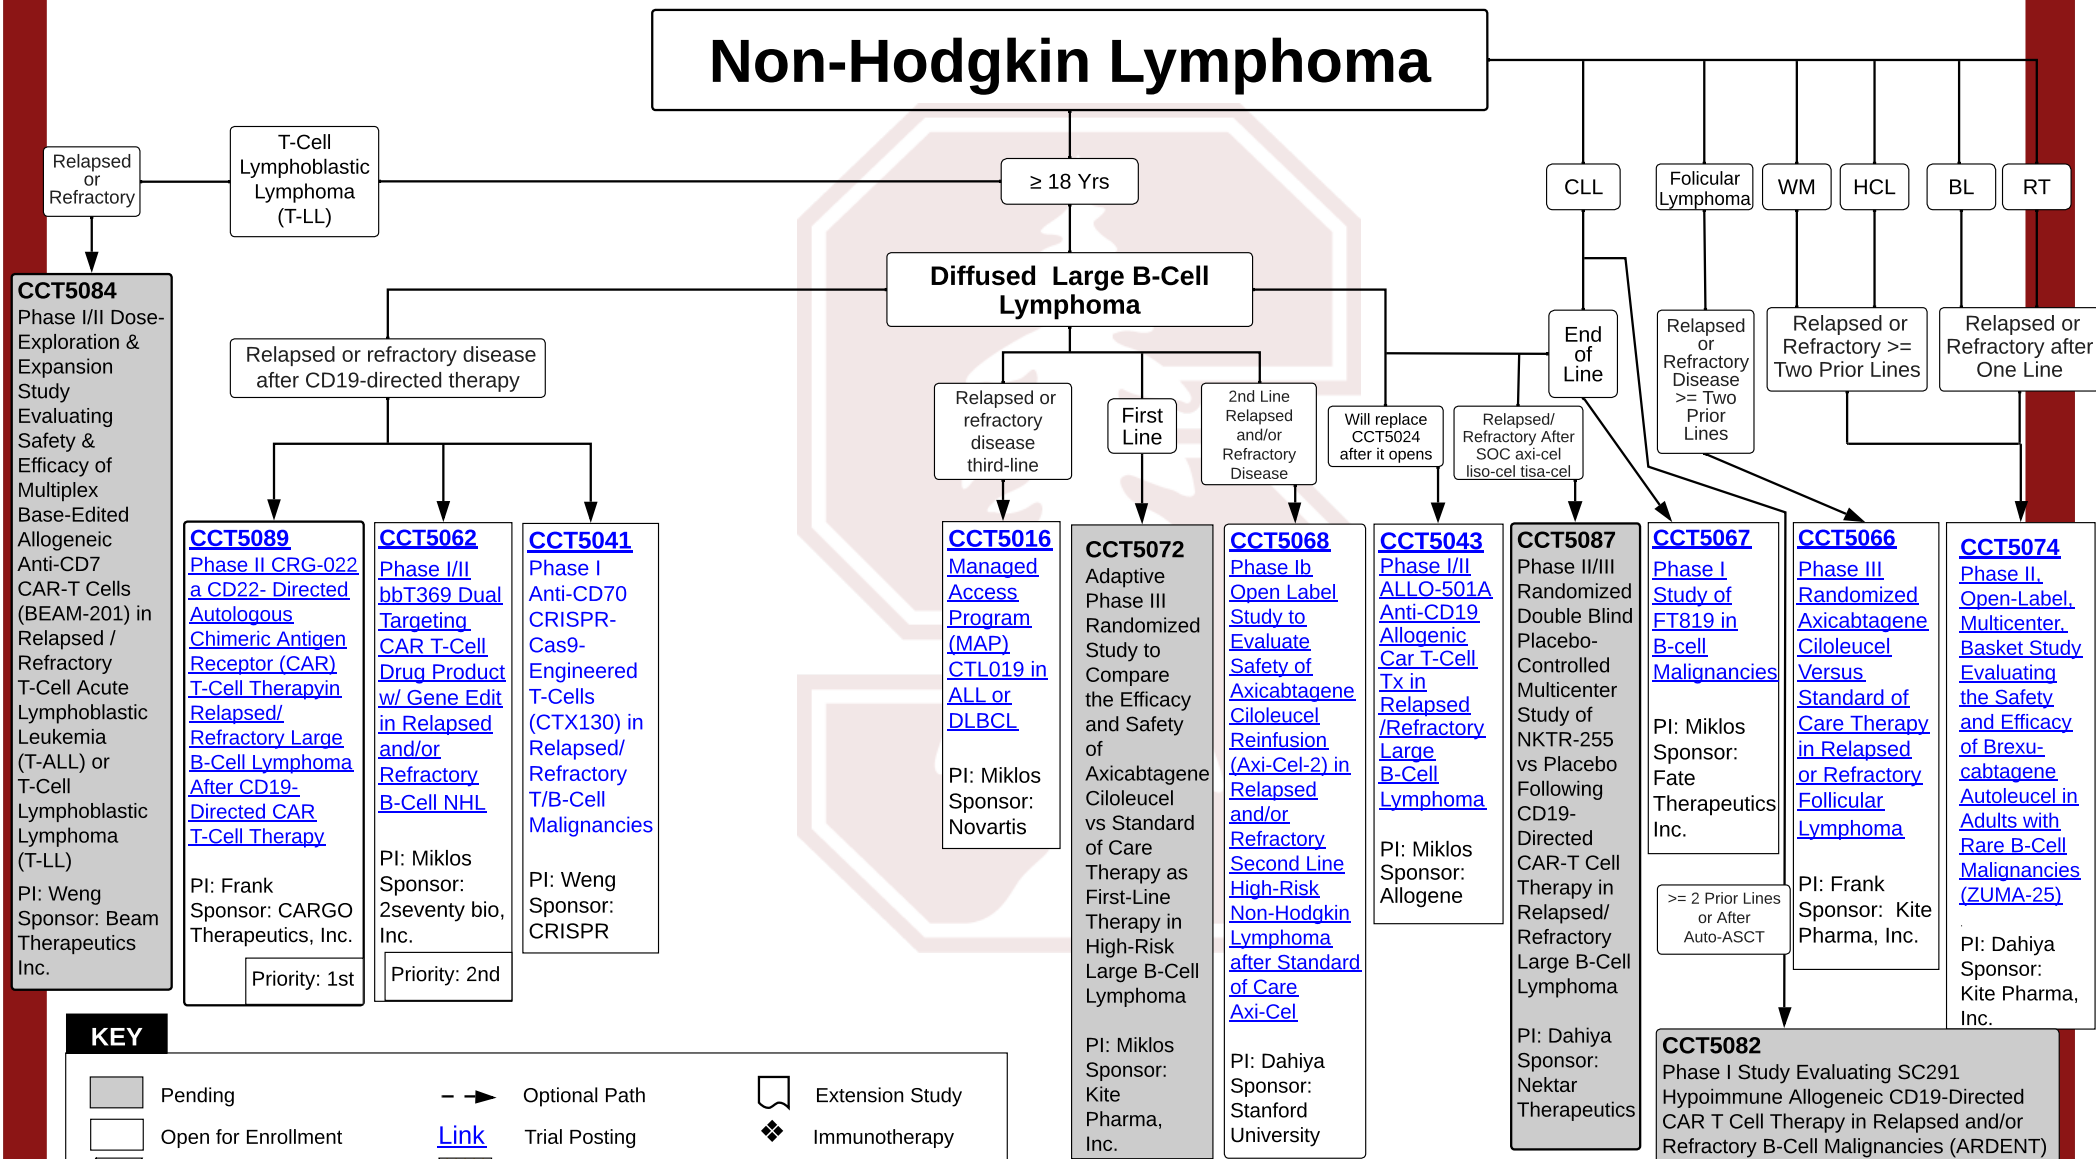 Non-Hodgkin Lymphoma
Relapsed
or
Refractory
T-Cell
Lymphoblastic
Lymphoma
(T-LL)
≥ 18 Yrs
CLL
Folicular
Lymphoma
WM
HCL
BL
RT
Diffused  Large B-Cell
Lymphoma
Relapsed or refractory disease
after CD19-directed therapy
Relapsed or
refractory
disease
third-line
First
Line
2nd Line
Relapsed
and/or
Refractory
Disease
Will replace
CCT5024
after it opens
Relapsed/
Refractory After
SOC axi-cel
liso-cel tisa-cel
End
of
Line
Relapsed
or
Refractory
Disease
>= Two
Prior
Lines
Relapsed or
Refractory >=
Two Prior Lines
Relapsed or
Refractory after
One Line
CCT5084
Phase I/II Dose-
Exploration &
Expansion
Study
Evaluating
Safety &
Efficacy of
Multiplex
Base-Edited
Allogeneic
Anti-CD7
CAR-T Cells
(BEAM-201) in
Relapsed /
Refractory
T-Cell Acute
Lymphoblastic
Leukemia
(T-ALL) or
T-Cell
Lymphoblastic
Lymphoma
(T-LL)
PI: Weng
Sponsor: Beam
Therapeutics
Inc.
CCT5089
Phase II CRG-022
a CD22- Directed
Autologous
Chimeric Antigen
Receptor (CAR)
T-Cell Therapyin
Relapsed/
Refractory Large
B-Cell Lymphoma
After CD19-
Directed CAR
T-Cell Therapy
PI: Frank
Sponsor: CARGO
Therapeutics, Inc.
Priority: 1st
CCT5062
Phase I/II
bbT369 Dual
Targeting
CAR T-Cell
Drug Product
w/ Gene Edit
in Relapsed
and/or
Refractory
B-Cell NHL
PI: Miklos
Sponsor:
2seventy bio,
Inc.
Priority: 2nd
CCT5041
Phase I
Anti-CD70
CRISPR-
Cas9-
Engineered
T-Cells
(CTX130) in
Relapsed/
Refractory
T/B-Cell
Malignancies
PI: Weng
Sponsor:
CRISPR
CCT5016
Managed
Access
Program
(MAP)
CTL019 in
ALL or
DLBCL
PI: Miklos
Sponsor:
Novartis
CCT5072
Adaptive
Phase III
Randomized
Study to
Compare
the Efficacy
and Safety
of
Axicabtagene
Ciloleucel
vs Standard
of Care
Therapy as
First-Line
Therapy in
High-Risk
Large B-Cell
Lymphoma
PI: Miklos
Sponsor:
Kite
Pharma,
Inc.
CCT5068
Phase Ib
Open Label
Study to
Evaluate
Safety of
Axicabtagene
Ciloleucel
Reinfusion
(Axi-Cel-2) in
Relapsed
and/or
Refractory
Second Line
High-Risk
Non-Hodgkin
Lymphoma
after Standard
of Care
Axi-Cel
PI: Dahiya
Sponsor:
Stanford
University
CCT5043
Phase I/II
ALLO-501A
Anti-CD19
Allogenic
Car T-Cell
Tx in
Relapsed
/Refractory
Large
B-Cell
Lymphoma
PI: Miklos
Sponsor:
Allogene
CCT5087
Phase II/III
Randomized
Double Blind
Placebo-
Controlled
Multicenter
Study of
NKTR-255
vs Placebo
Following
CD19-
Directed
CAR-T Cell
Therapy in
Relapsed/
Refractory
Large B-Cell
Lymphoma
PI: Dahiya
Sponsor:
Nektar
Therapeutics
CCT5067
Phase I
Study of
FT819 in
B-cell
Malignancies
PI: Miklos
Sponsor:
Fate
Therapeutics
Inc.
>= 2 Prior Lines
or After
Auto-ASCT
CCT5066
Phase III
Randomized
Axicabtagene
Ciloleucel
Versus
Standard of
Care Therapy
in Relapsed
or Refractory
Follicular
Lymphoma
PI: Frank
Sponsor:  Kite
Pharma, Inc.
CCT5074
Phase II,
Open-Label,
Multicenter,
Basket Study
Evaluating
the Safety
and Efficacy
of Brexu-
cabtagene
Autoleucel in
Adults with
Rare B-Cell
Malignancies
(ZUMA-25)
.
PI: Dahiya
Sponsor:
Kite Pharma,
Inc.
CCT5082
Phase I Study Evaluating SC291
Hypoimmune Allogeneic CD19-Directed
CAR T Cell Therapy in Relapsed and/or
Refractory B-Cell Malignancies (ARDENT)
KEY
Pending
Optional Path
Extension Study
Open for Enrollment
Link
Trial Posting
Immunotherapy